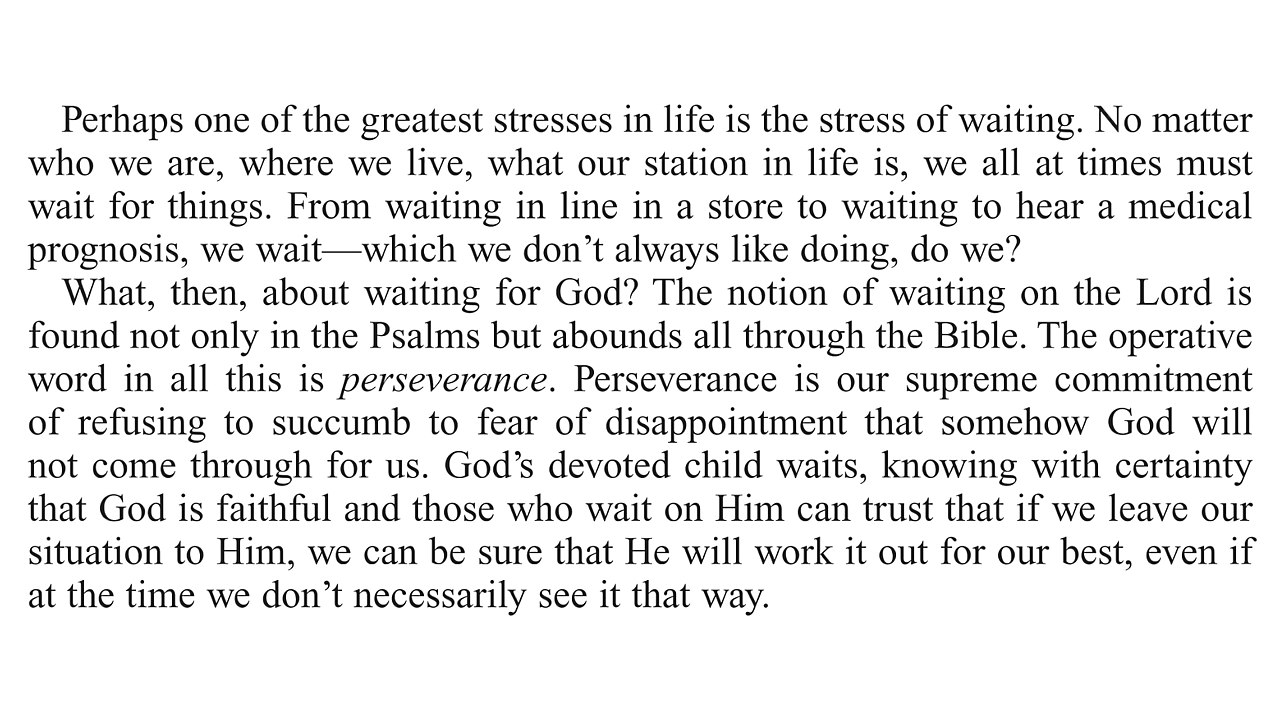 Perhaps one of the greatest stresses in life is the stress of waiting. No matter
who we are, where we live, what our station in life is, we all at times must
wait for things. From waiting in line in a store to waiting to hear a medical
prognosis, we wait—which we don’t always like doing, do we?
What, then, about waiting for God? The notion of waiting on the Lord is
found not only in the Psalms but abounds all through the Bible. The operative
word in all this is perseverance. Perseverance is our supreme commitment
of refusing to succumb to fear of disappointment that somehow God will
not come through for us. God’s devoted child waits, knowing with certainty
that God is faithful and those who wait on Him can trust that if we leave our
situation to Him, we can be sure that He will work it out for our best, even if
at the time we don’t necessarily see it that way.